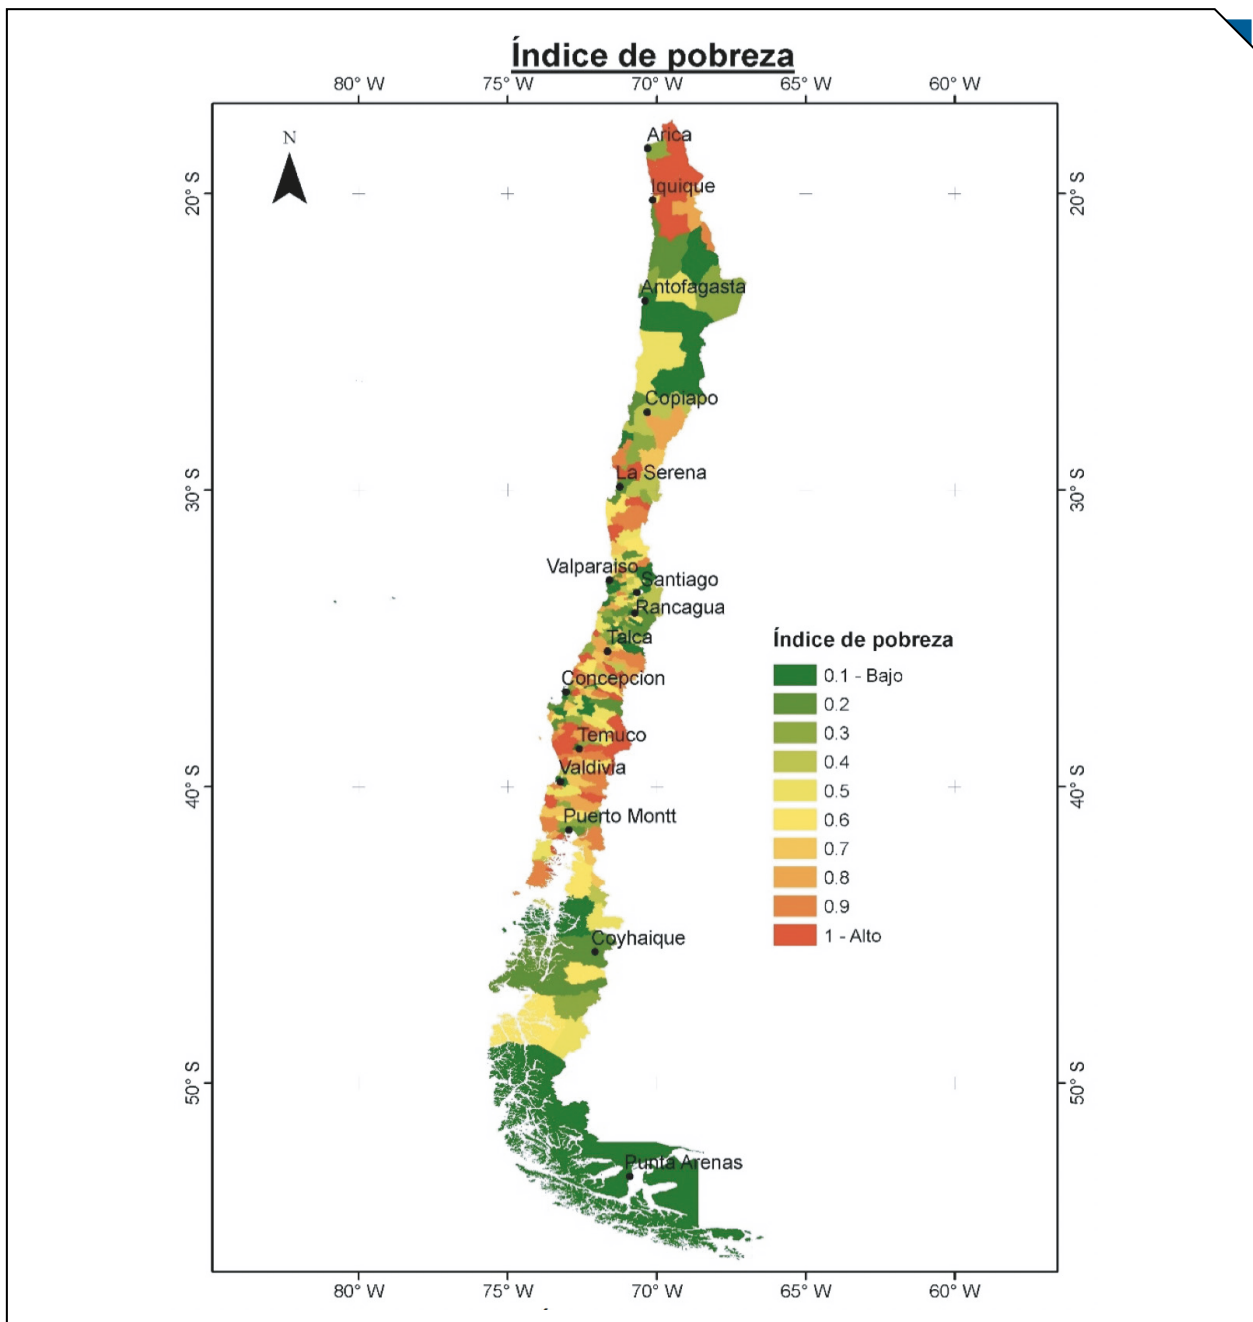 Índice de pobreza
80° W 75° W 70° W 65° W 60° W
N
Arica
20° S 20° S
Iquique
Antofagasta
Copiapo
La Serena
30° S 30° S
Valparaiso
Santiago
Rancagua
Talca
Índice de pobreza
0.1 - Bajo
Concepcion
0.2
0.3
Temuco
0.4
Valdivia
40° S 40° S
0.5
Puerto Montt
0.6
0.7
0.8
0.9
1 - Alto
Coyhaique
50° S 50° S
Punta Arenas
80° W 75° W 70° W 65° W 60° W